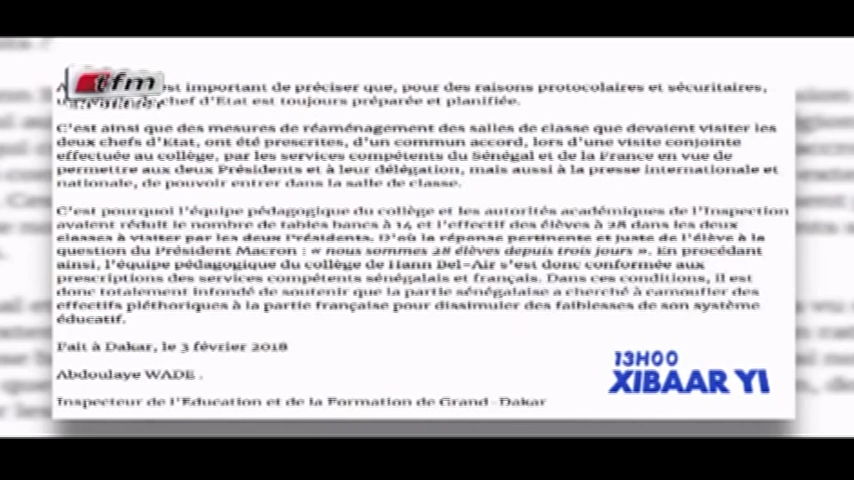 tfm
est important de préciser que, pour des raisons protocolaires et sécuritaires,
chef d'Etat est toujours préparée et planifiée.
C'est ainsi que des mesures de réaménagement des salles de classe que devaient visiter les
deux chefs d'Etat, ont été prescrites, d'un commun accord, lors d'une visite conjointe
effectuée au collège, par les services compétents du Sénégal et de la France en vue de
permettre aux deux Présidents et à leur délégation, mais aussi à la presse internationale et
nationale, de pouvoir entrer dans la salle de classe.
C'est pourquoi l'équipe pédagogique du collège et les autorités académiques de l'Inspection
avaient réduit le nombre de tables bancs à 14 et l'effectif des élèves à 28 dans les deux
classes à visiter par les deux Présidents. D'où la réponse pertinente et juste de l'élève à la
question du Président Macron : « nous sommes 28 élèves depuis trois jours ». En procédant
ainsi, l'équipe pédagogique du collège de Hann Bel-Air s'est donc conformée aux
prescriptions des services compétents sénégalais et français. Dans ces conditions, il est
donc totalement infondé de soutenir que la partie sénégalaise a cherché à camoufler des
effectifs pléthoriques à la partie française pour dissimuler des faiblesses de son système
éducatif.
Fait à Dakar, le 3 février 2018
Abdoulaye WADE .
Inspecteur de l'Education et de la Formation de Grand-Dakar
13H00
XIBAAR YI